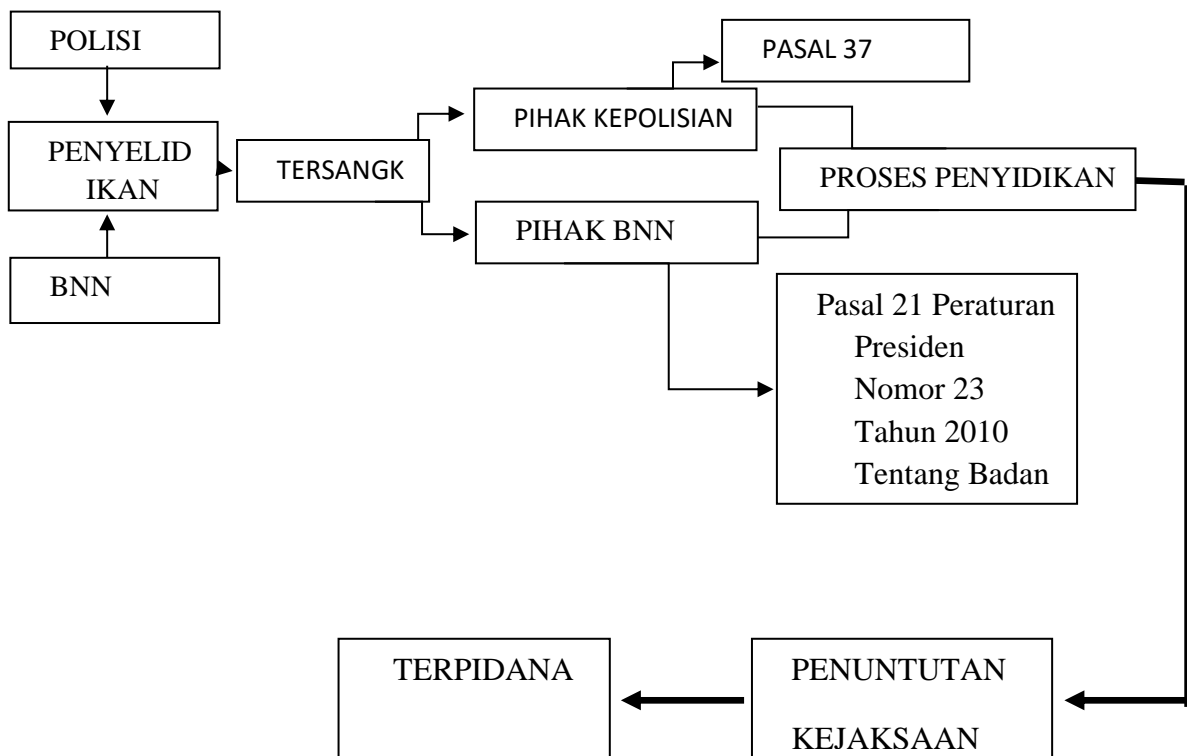 POLISI
PENYELID
IKAN
BNN
TERSANGK
PIHAK KEPOLISIAN
PASAL 37
PIHAK BNN
PROSES PENYIDIKAN
Pasal 21 Peraturan
Presiden
Nomor 23
Tahun 2010
Tentang Badan
TERPIDANA
PENUNTUTAN
KEJAKSAAN